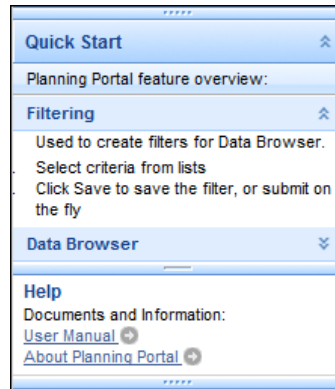 Quick Start
Planning Portal feature overview:
Filtering
Used to create filters for Data Browser.
. Select criteria from lists
. Click Save to save the filter, or submit on
the fly
Data Browser
Help
Documents and Information:
User Manual
About Planning Portal